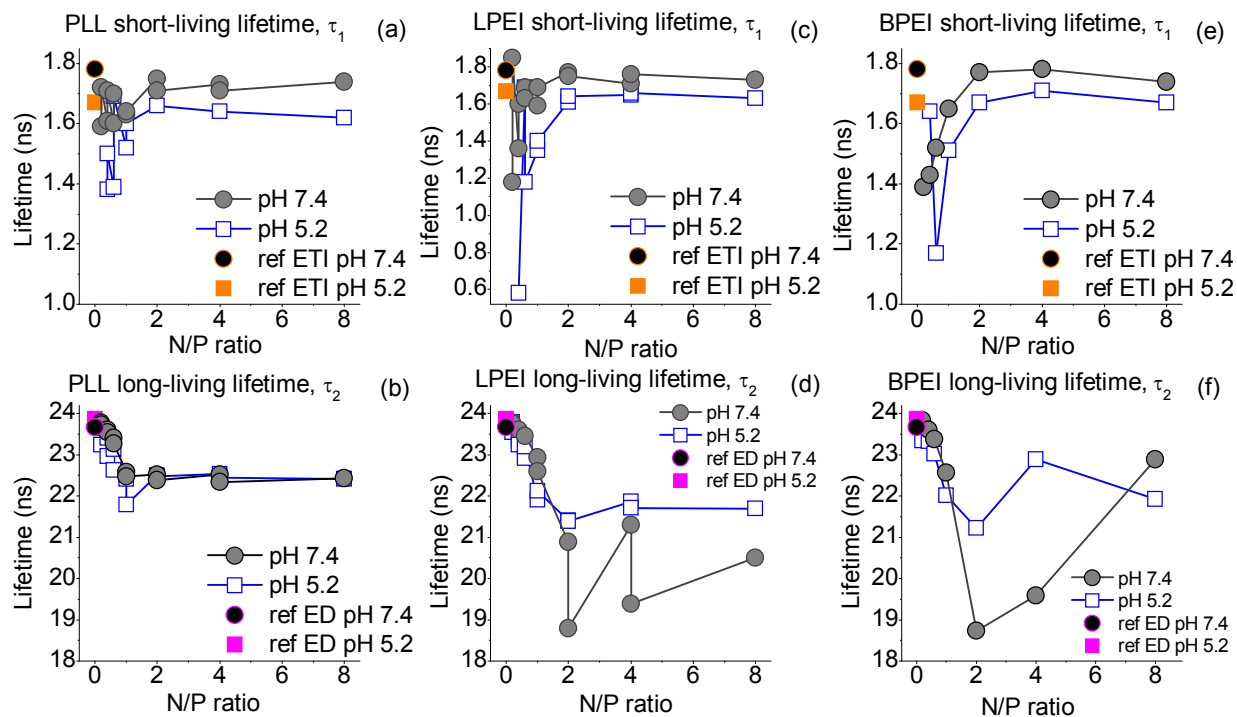 PLL short-living lifetime, τ1 (a)
1.8
1.6
1.4
1.2
1.0
Lifetime (ns)
pH 7.4
pH 5.2
ref ETI pH 7.4
ref ETI pH 5.2
0 2 4 6 8
N/P ratio
LPEI short-living lifetime, τ1
(c)
1.8
1.6
1.4
1.2
1.0
0.8
0.6
Lifetime (ns)
pH 7.4
pH 5.2
ref ETI pH 7.4
ref ETI pH 5.2
0 2 4 6 8
N/P ratio
BPEI short-living lifetime, τ1
(e)
1.8
1.6
1.4
1.2
1.0
Lifetime (ns)
pH 7.4
pH 5.2
ref ETI pH 7.4
ref ETI pH 5.2
0 2 4 6 8
N/P ratio
PLL long-living lifetime, τ2 (b)
24
23
22
21
20
19
18
Lifetime (ns)
pH 7.4
pH 5.2
ref ED pH 7.4
ref ED pH 5.2
0 2 4 6 8
N/P ratio
LPEI long-living lifetime, τ2 (d)
24
23
22
21
20
19
18
Lifetime (ns)
pH 7.4
pH 5.2
ref ED pH 7.4
ref ED pH 5.2
0 2 4 6 8
N/P ratio
BPEI long-living lifetime, τ2 (f)
24
23
22
21
20
19
18
Lifetime (ns)
pH 7.4
pH 5.2
ref ED pH 7.4
ref ED pH 5.2
0 2 4 6 8
N/P ratio